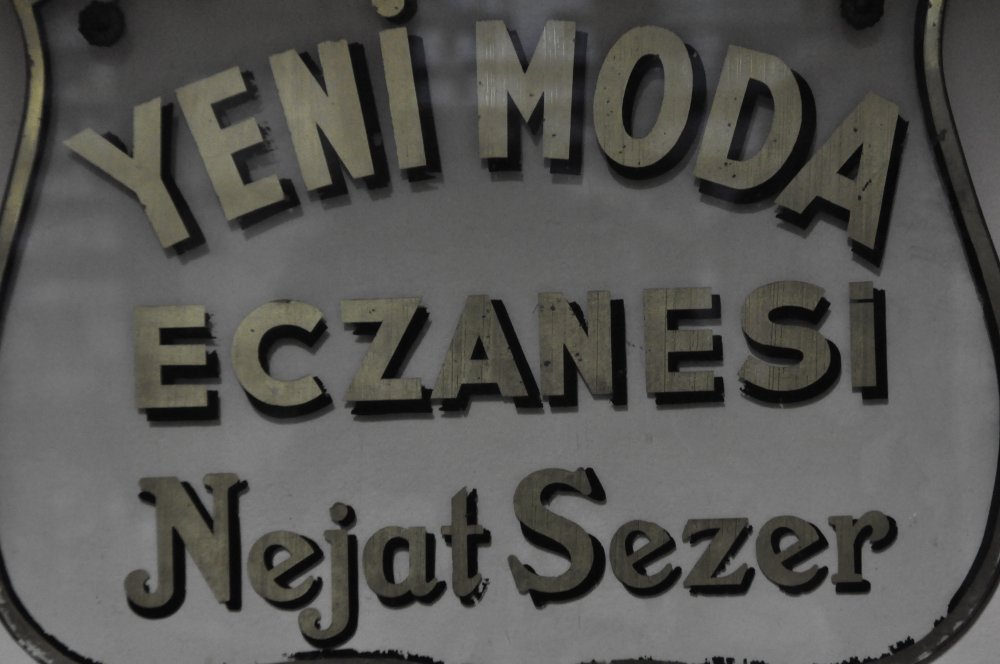 YENİ MODA
ECZANESI
Nejat Sezer